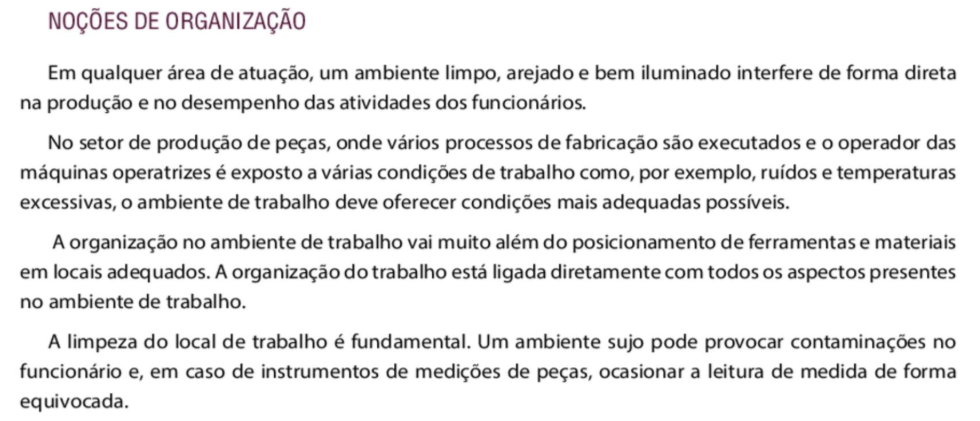 NOÇÕES DE ORGANIZAÇÃO
Em qualquer área de atuação, um ambiente limpo, arejado e bem iluminado interfere de forma direta
na produção e no desempenho das atividades dos funcionários.
No setor de produção de peças, onde vários processos de fabricação são executados e o operador das
máquinas operatrizes é exposto a várias condições de trabalho como, por exemplo, ruídos e temperaturas
excessivas, o ambiente de trabalho deve oferecer condições mais adequadas possíveis.
A organização no ambiente de trabalho vai muito além do posicionamento de ferramentas e materiais
em locais adequados. A organização do trabalho está ligada diretamente com todos os aspectos presentes
no ambiente de trabalho.
A limpeza do local de trabalho é fundamental. Um ambiente sujo pode provocar contaminações no
funcionário e, em caso de instrumentos de medições de peças, ocasionar a leitura de medida de forma
equivocada.